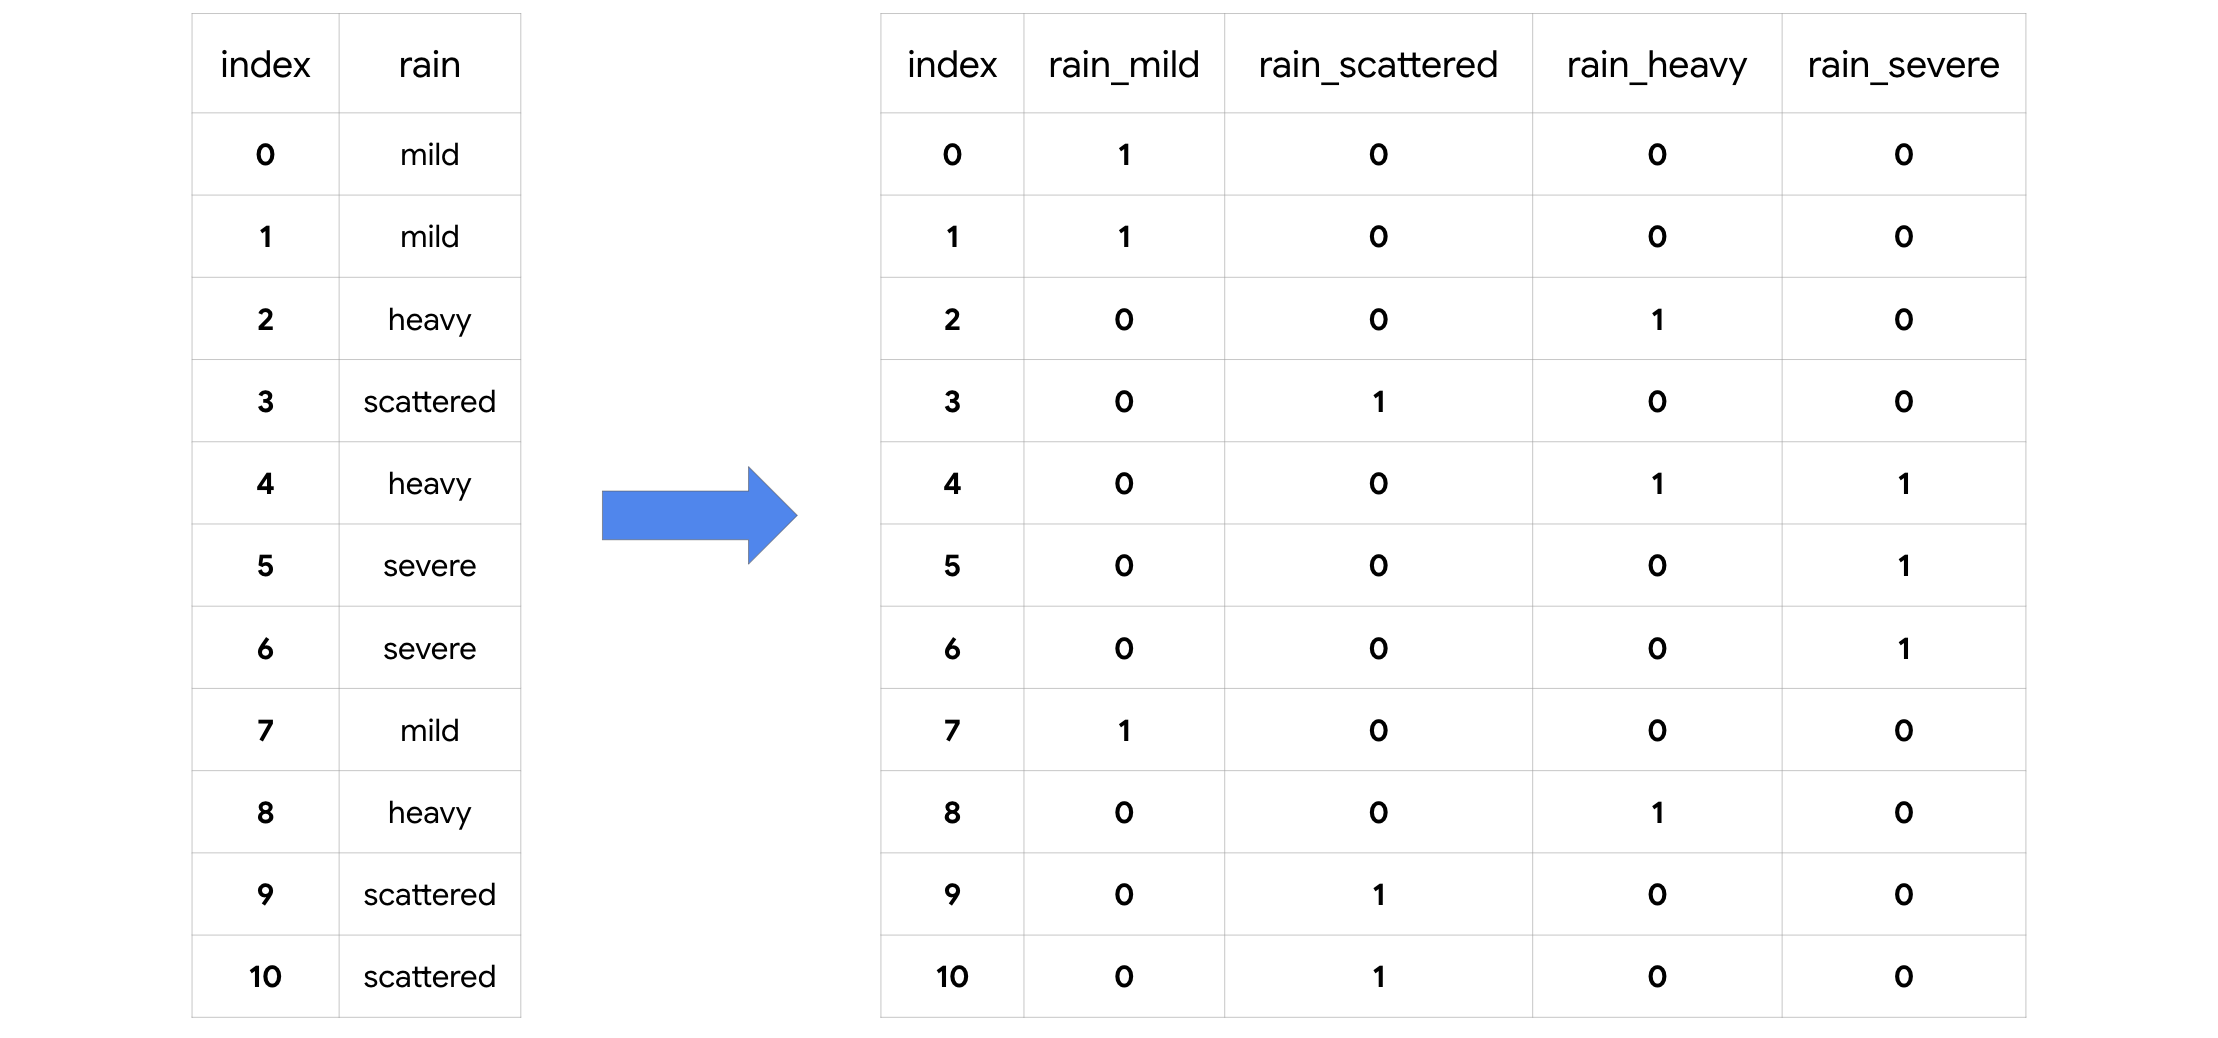 index rain
0 mild
1 mild
2 heavy
3 scattered
4 heavy
5 severe
6 severe
7 mild
8 heavy
9 scattered
10 scattered
index rain_mild rain_scattered rain_heavy rain_severe
0 1 0 0 0
1 1 0 0 0
2 0 0 1 0
3 0 1 0 0
4 0 0 1 1
5 0 0 0 1
6 0 0 0 1
7 1 0 0 0
8 0 0 1 0
9 0 1 0 0
10 0 1 0 0